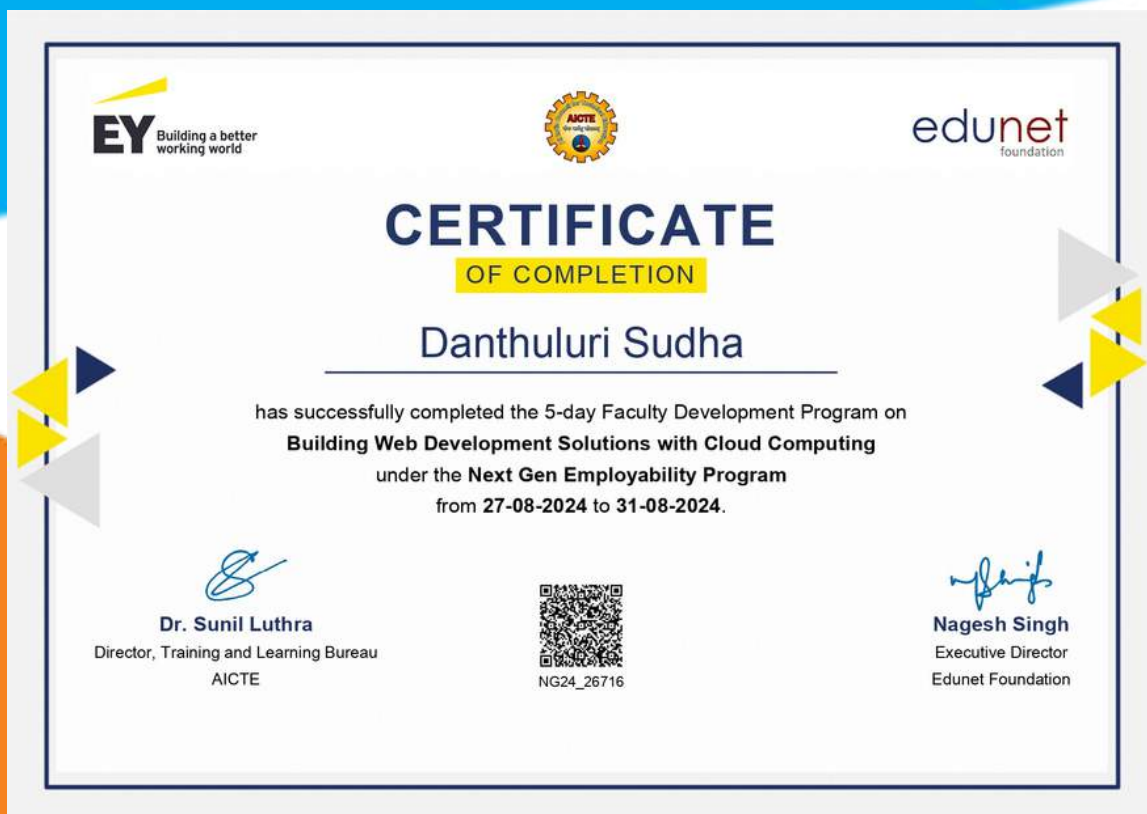 EY Building a better
working world
AICTE
edunet
foundation
CERTIFICATE
OF COMPLETION
Danthuluri Sudha
has successfully completed the 5-day Faculty Development Program on
Building Web Development Solutions with Cloud Computing
under the Next Gen Employability Program
from 27-08-2024 to 31-08-2024.
Dr. Sunil Luthra
Director, Training and Learning Bureau
AICTE
NG24_26716
Nagesh Singh
Executive Director
Edunet Foundation